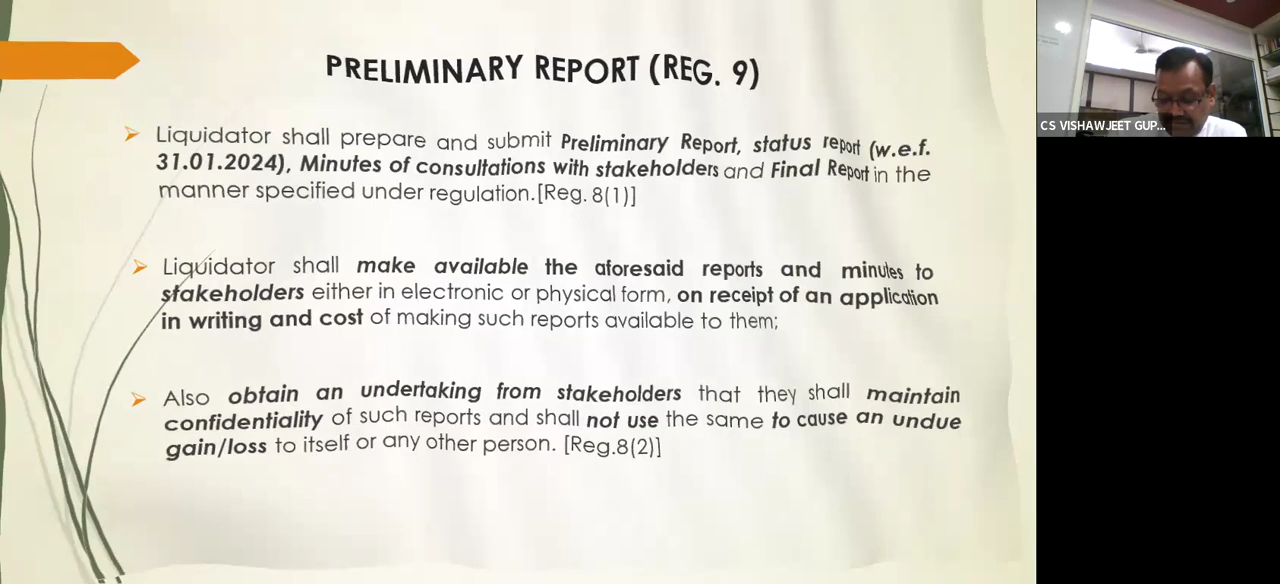 PRELIMINARY REPORT (REG. 9)
Liquidator shall prepare and submit Preliminary Report, status report (w.e.f.
31.01.2024), Minutes of consultations with stakeholders and Final Report in the
manner specified under regulation.[Reg. 8(1)]
Liquidator shall make available the aforesaid reports and minutes to
stakeholders either in electronic or physical form, on receipt of an application
in writing and cost of making such reports available to them;
Also obtain an undertaking from stakeholders that they shall maintain
confidentiality of such reports and shall not use the same to cause an undue
gain/loss to itself or any other person. [Reg.8(2)]
CS VISHAWJEET GUP...